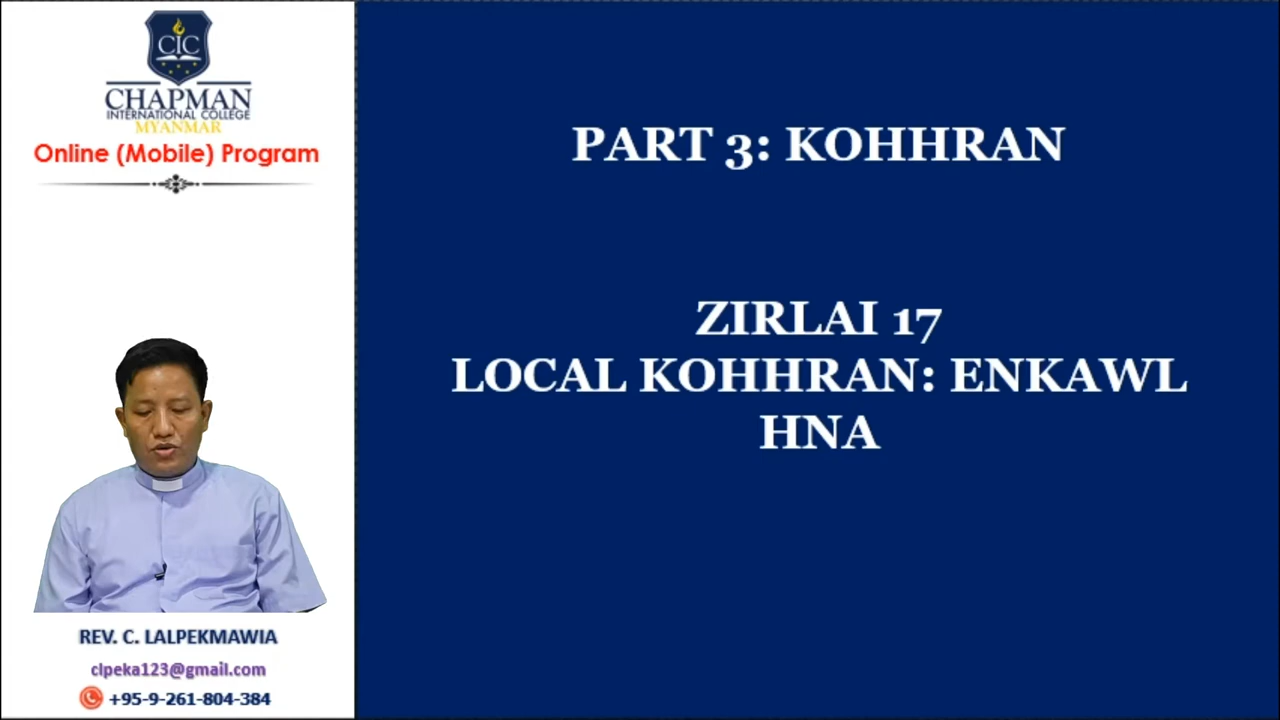 CIC
CHAPMAN
INTERNATIONAL COLLEGE
MYANMAR
Online (Mobile) Program
REV. C. LALPEKMAWIA
clpeka123@gmail.com
+95-9-261-804-384
PART 3: KOHHRAN
ZIRLAI 17
LOCAL KOHHRAN: ENKAWL
HNA